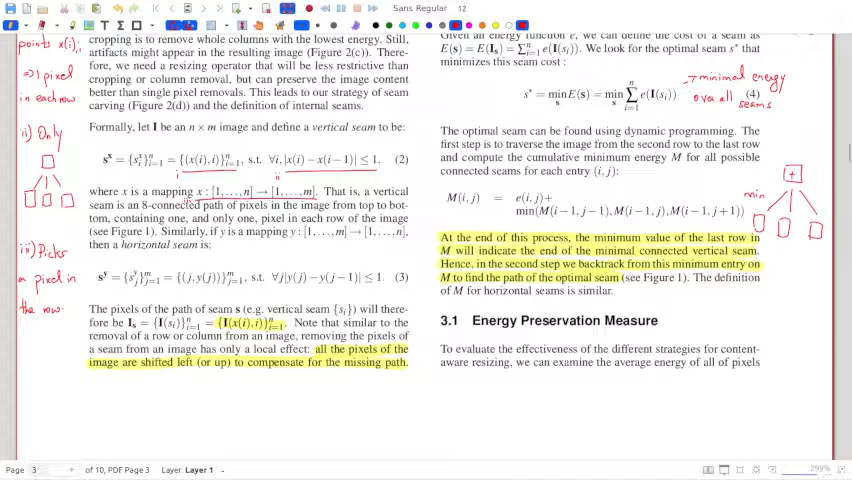 Sans Regular 12
points x(i),i
⇒ 1 pixel
in each row
ii) Only
iii) Picks
a pixel in
the row.
cropping is to remove whole columns with the lowest energy. Still,
artifacts might appear in the resulting image (Figure 2(c)). There-
fore, we need a resizing operator that will be less restrictive than
cropping or column removal, but can preserve the image content
better than single pixel removals. This leads to our strategy of seam
carving (Figure 2(d)) and the definition of internal seams.
Formally, let I be an n × m image and define a vertical seam to be:
s^x = {s_i^x}_{i=1}^n = {(x(i), i)}_{i=1}^n, s.t. ∀i, |x(i) − x(i−1)| ≤ 1, (2)
i ii
where x is a mapping x : [1,...,n] → [1,...,m]. That is, a vertical
iii
seam is an 8-connected path of pixels in the image from top to bot-
tom, containing one, and only one, pixel in each row of the image
(see Figure 1). Similarly, if y is a mapping y : [1,...,m] → [1,...,n],
then a horizontal seam is:
s^y = {s_j^y}_{j=1}^m = {(j, y(j))}_{j=1}^m, s.t. ∀j |y(j) − y(j−1)| ≤ 1. (3)
The pixels of the path of seam s (e.g. vertical seam {s_i}) will there-
fore be I_s = {I(s_i)}_{i=1}^n = {I(x(i), i)}_{i=1}^n. Note that similar to the
removal of a row or column from an image, removing the pixels of
a seam from an image has only a local effect: all the pixels of the
image are shifted left (or up) to compensate for the missing path.
Given an energy function e, we can define the cost of a seam as
E(s) = E(I_s) = ∑_{i=1}^n e(I(s_i)). We look for the optimal seam s* that
minimizes this seam cost :
s* = min_s E(s) = min_s ∑_{i=1}^n e(I(s_i)) (4)
→ minimal energy
over all seams
The optimal seam can be found using dynamic programming. The
first step is to traverse the image from the second row to the last row
and compute the cumulative minimum energy M for all possible
connected seams for each entry (i, j):
M(i, j) = e(i, j)+
min(M(i−1, j−1), M(i−1, j), M(i−1, j+1))
+
min
At the end of this process, the minimum value of the last row in
M will indicate the end of the minimal connected vertical seam.
Hence, in the second step we backtrack from this minimum entry on
M to find the path of the optimal seam (see Figure 1). The definition
of M for horizontal seams is similar.
3.1 Energy Preservation Measure
To evaluate the effectiveness of the different strategies for content-
aware resizing, we can examine the average energy of all of pixels
Page 3 of 10, PDF Page 3 Layer Layer 1 299%